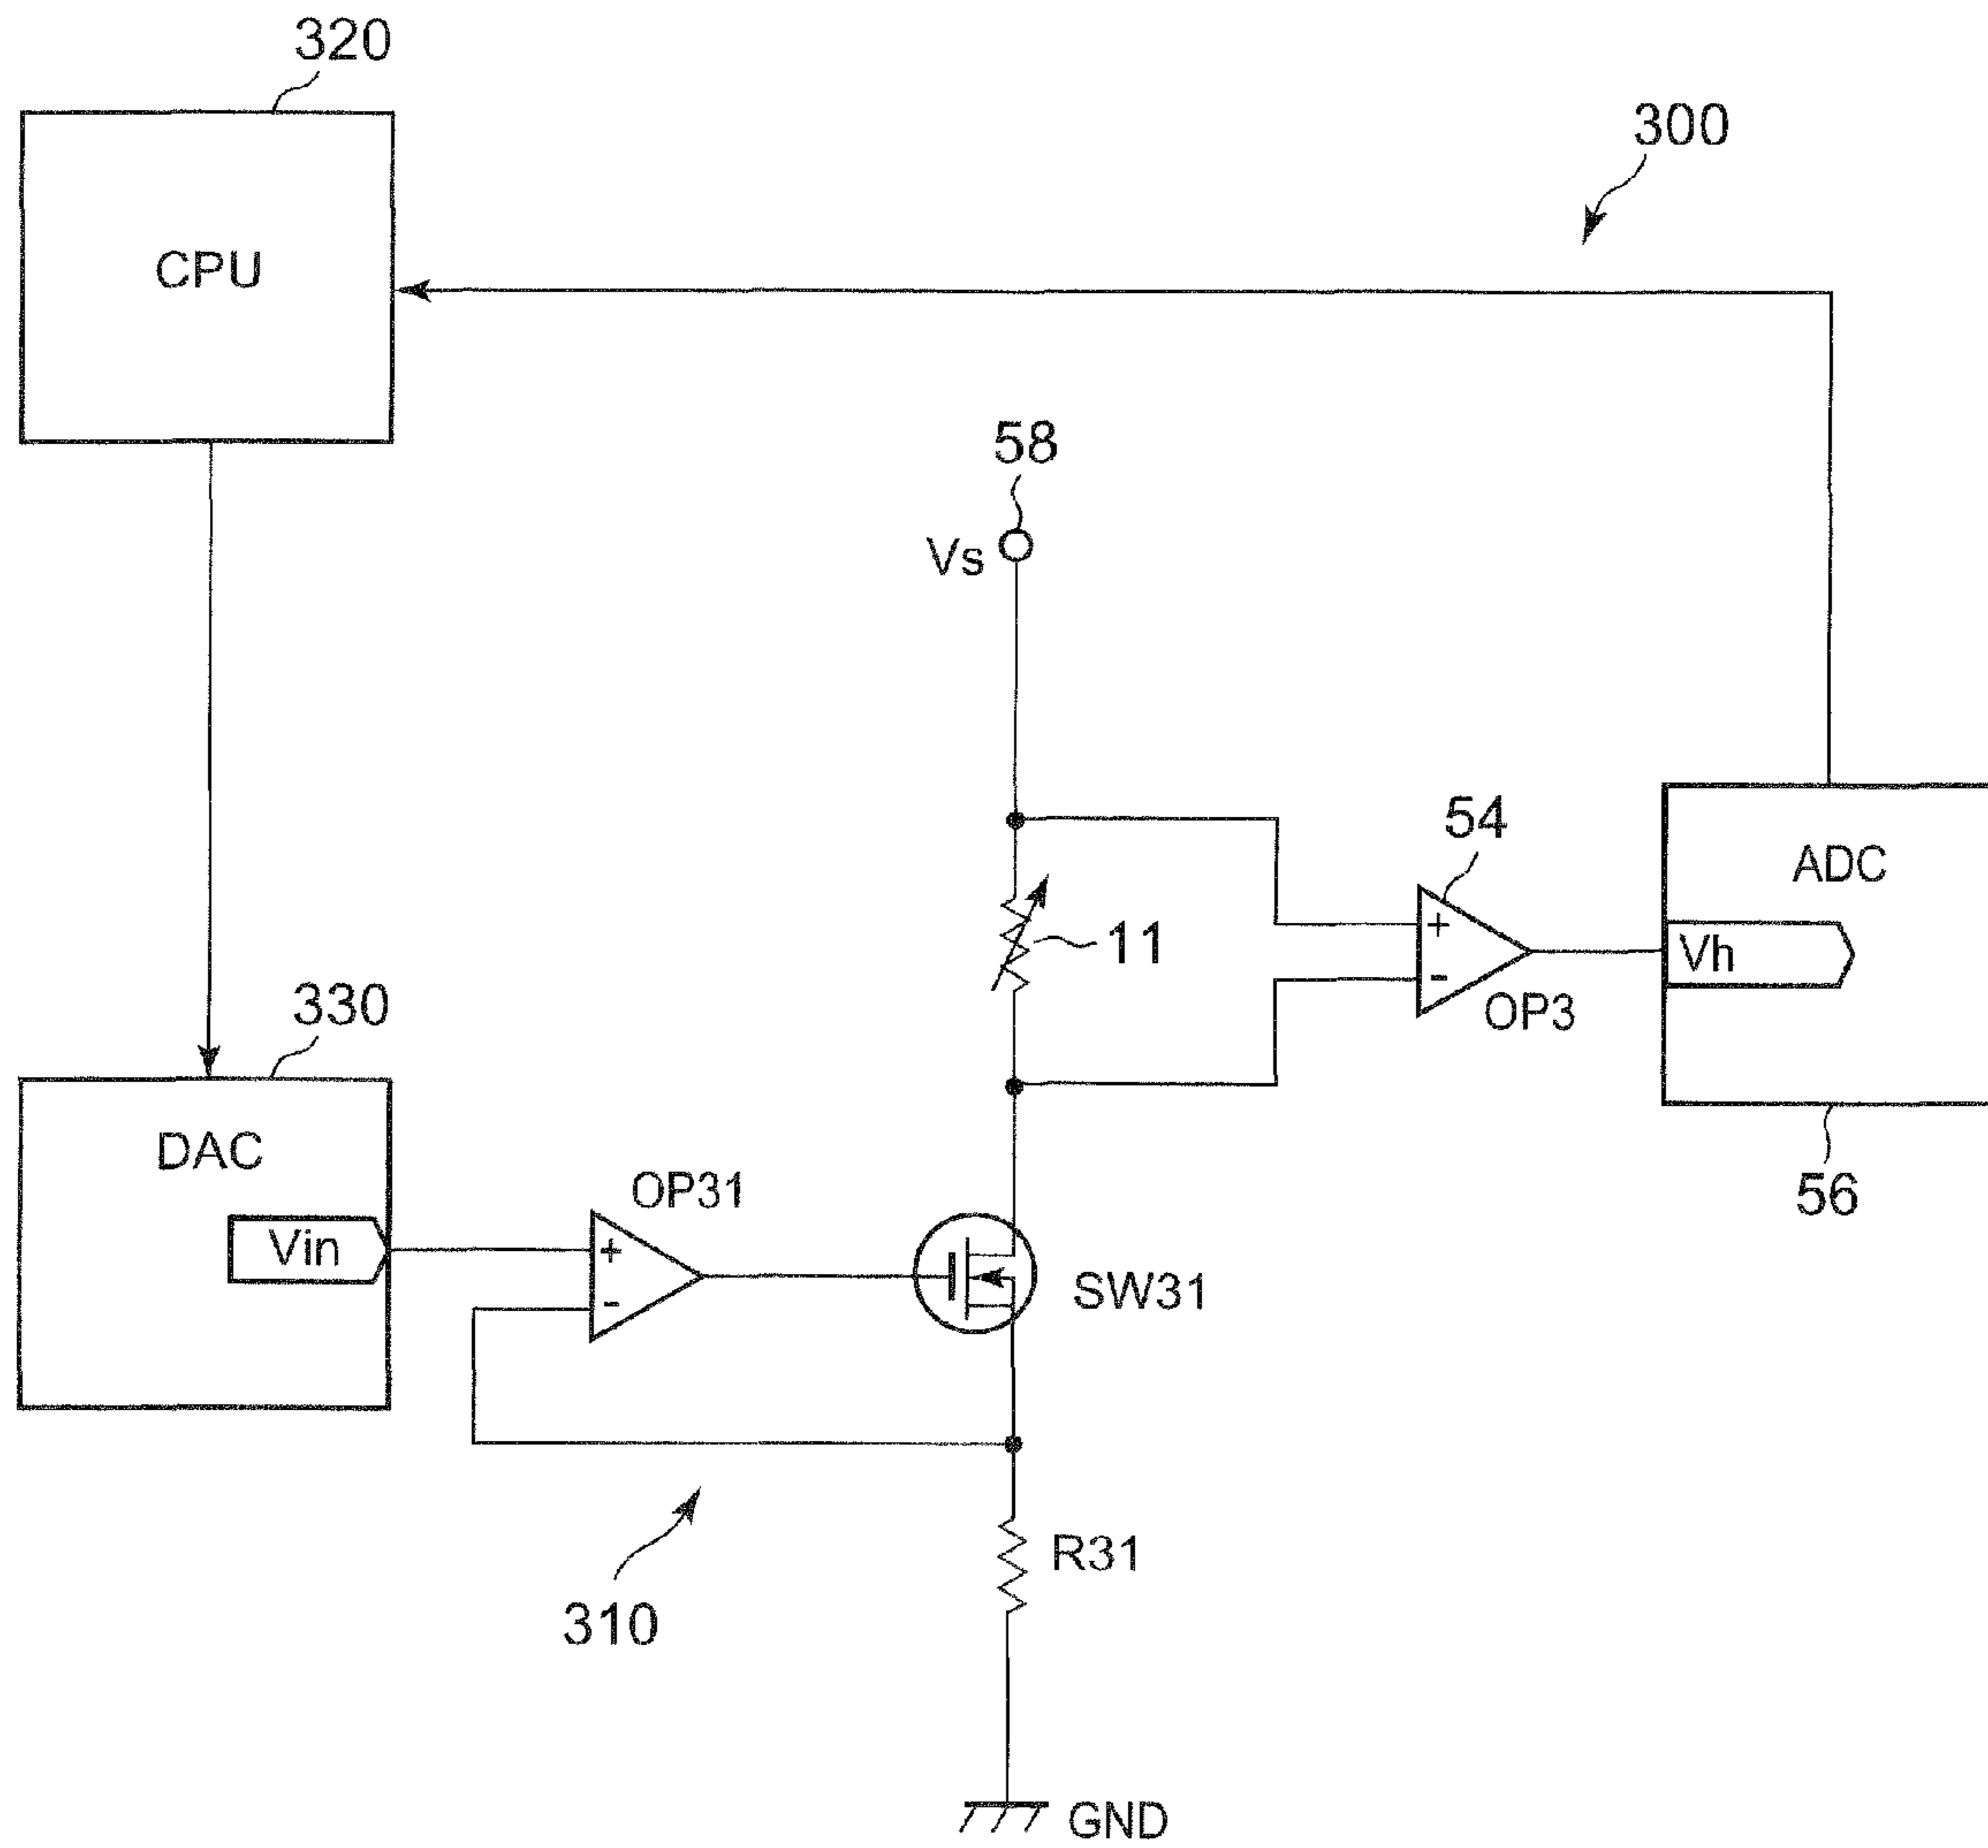 320
300
CPU
58
Vs
54
ADC
+
11
Vh
-
OP3
330
DAC
56
OP31
Vin
+
SW31
-
R31
310
GND